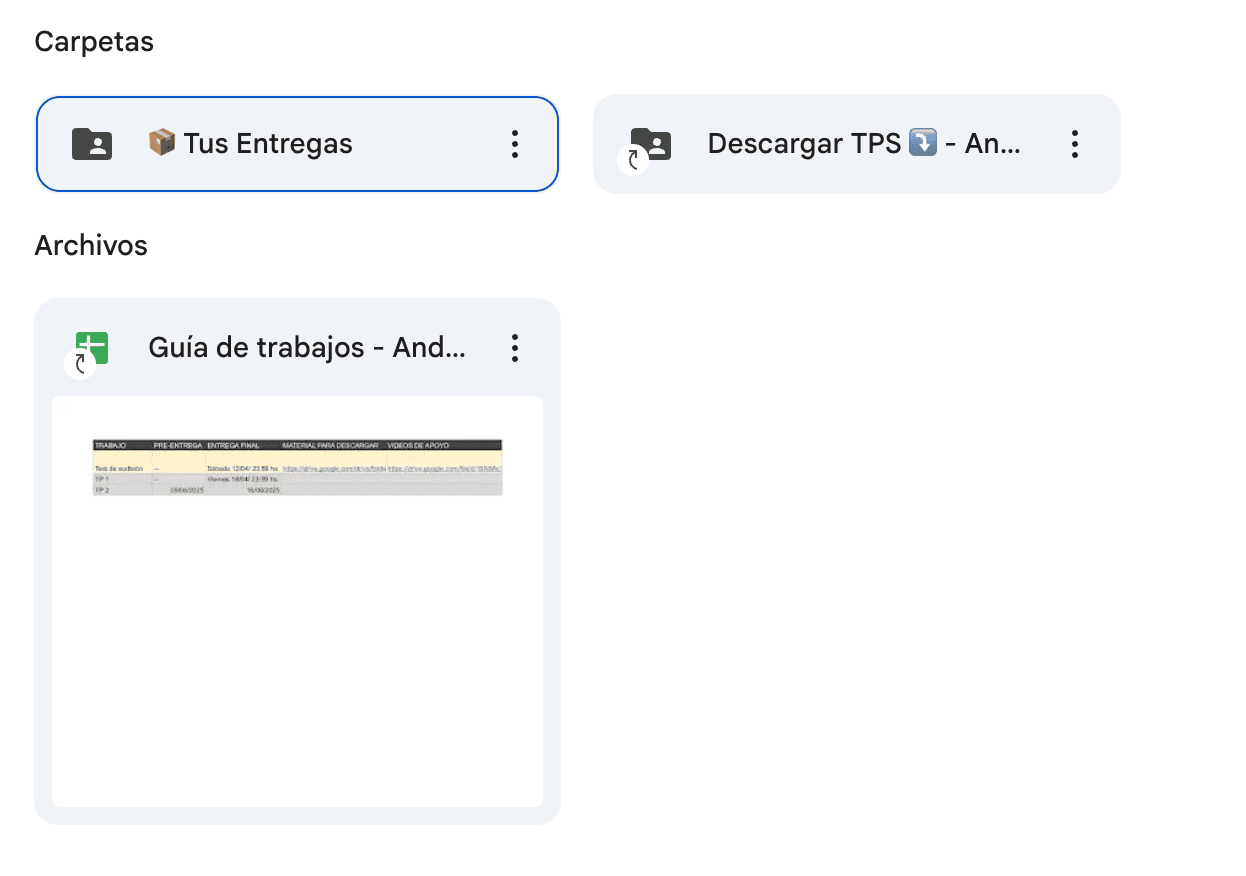 Carpetas
📦 Tus Entregas
Descargar TPS ⤵️ - An...
Archivos
Guía de trabajos - And...
TRABAJO PRE-ENTREGA ENTREGA FINAL MATERIAL PARA DESCARGAR VIDEOS DE APOYO
Test de audición -- Sábado 12/04/ 23:59 hs https://drive.google.com/drive/folde https://drive.google.com/file/d/
TP 1 -- Viernes 18/04/ 23:59 hs
TP 2 09/06/2025 16/06/2025